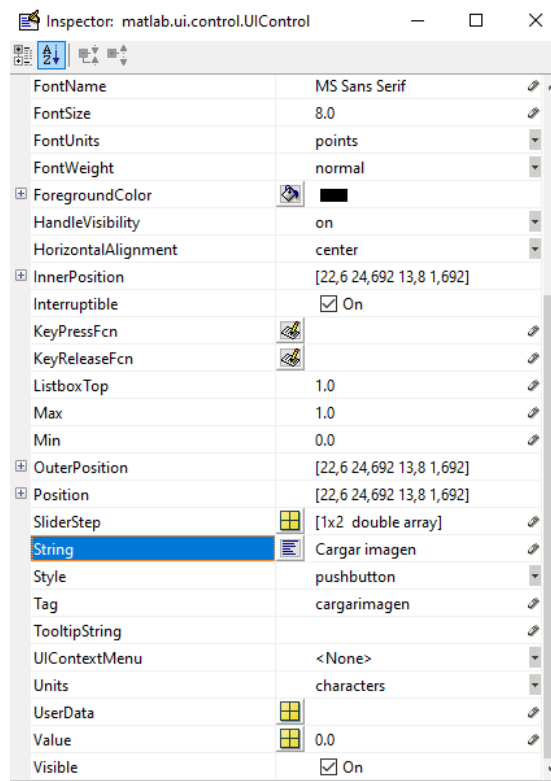 Inspector: matlab.ui.control.UIControl
FontName MS Sans Serif
FontSize 8.0
FontUnits points
FontWeight normal
ForegroundColor
HandleVisibility on
HorizontalAlignment center
InnerPosition [22,6 24,692 13,8 1,692]
Interruptible On
KeyPressFcn
KeyReleaseFcn
ListboxTop 1.0
Max 1.0
Min 0.0
OuterPosition [22,6 24,692 13,8 1,692]
Position [22,6 24,692 13,8 1,692]
SliderStep [1x2 double array]
String Cargar imagen
Style pushbutton
Tag cargarimagen
TooltipString
UIContextMenu <None>
Units characters
UserData
Value 0.0
Visible On